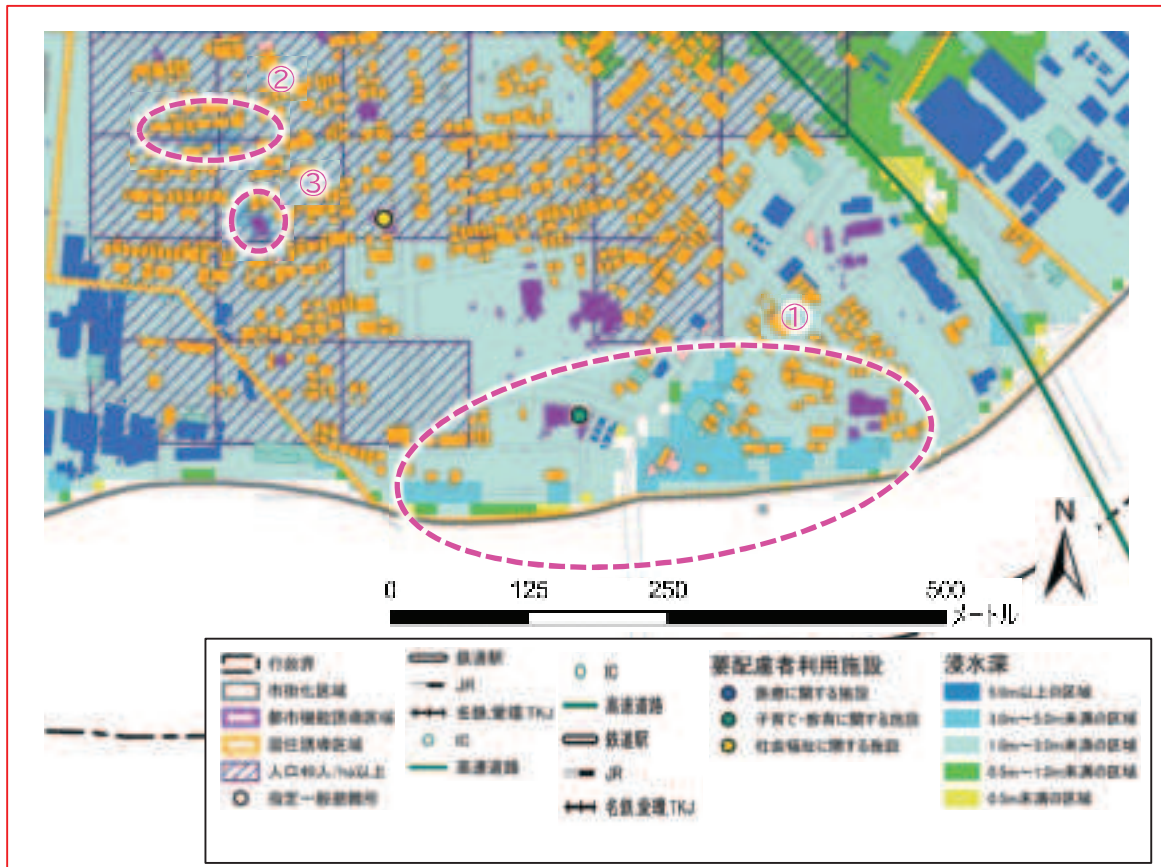 ②
③
①
N
0 125 250 500
メートル
行政界
市街化区域
都市機能誘導区域
居住誘導区域
人口40人/ha以上
指定一般避難所
鉄道駅
JR
名鉄,愛環,TKJ
IC
高速道路
IC
高速道路
鉄道駅
JR
名鉄,愛環,TKJ
要配慮者利用施設
医療に関する施設
子育て・教育に関する施設
社会福祉に関する施設
浸水深
5.0m以上の区域
3.0m～5.0m未満の区域
1.0m～3.0m未満の区域
0.5m～1.0m未満の区域
0.5m未満の区域